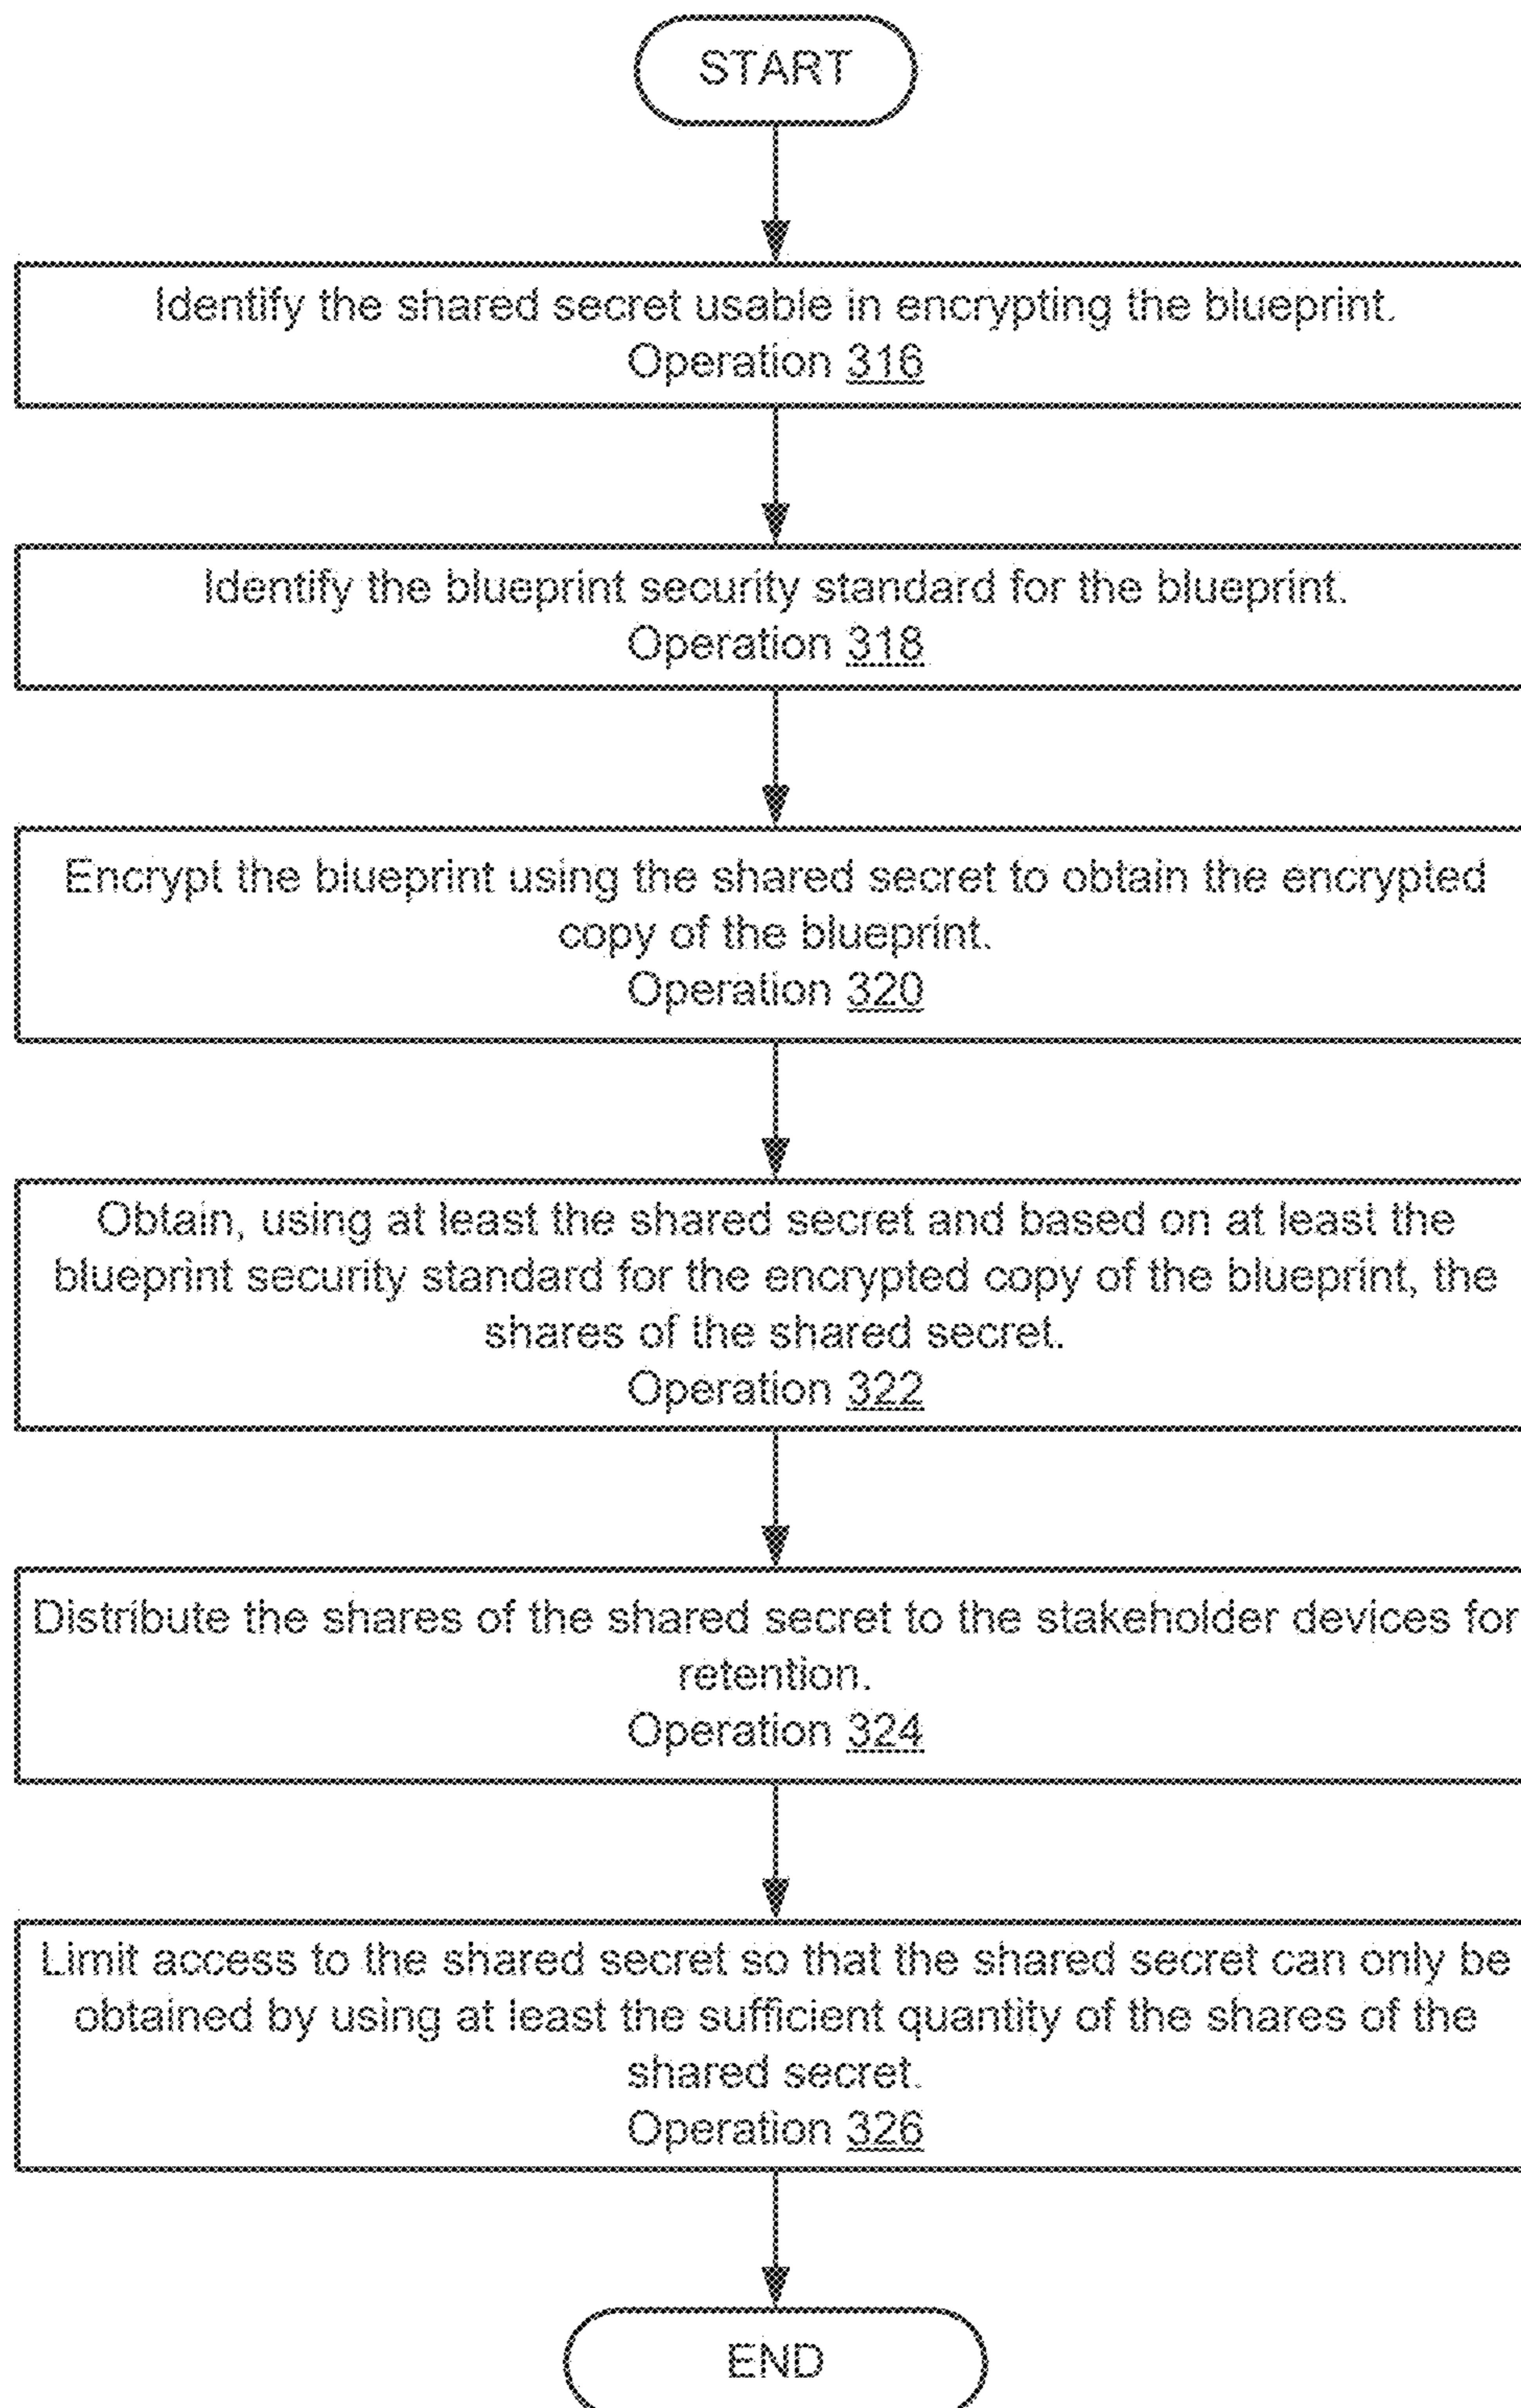 START
Identify the shared secret usable in encrypting the blueprint.
Operation 316
Identify the blueprint security standard for the blueprint.
Operation 318
Encrypt the blueprint using the shared secret to obtain the encrypted
copy of the blueprint.
Operation 320
Obtain, using at least the shared secret and based on at least the
blueprint security standard for the encrypted copy of the blueprint, the
shares of the shared secret.
Operation 322
Distribute the shares of the shared secret to the stakeholder devices for
retention.
Operation 324
Limit access to the shared secret so that the shared secret can only be
obtained by using at least the sufficient quantity of the shares of the
shared secret.
Operation 326
END